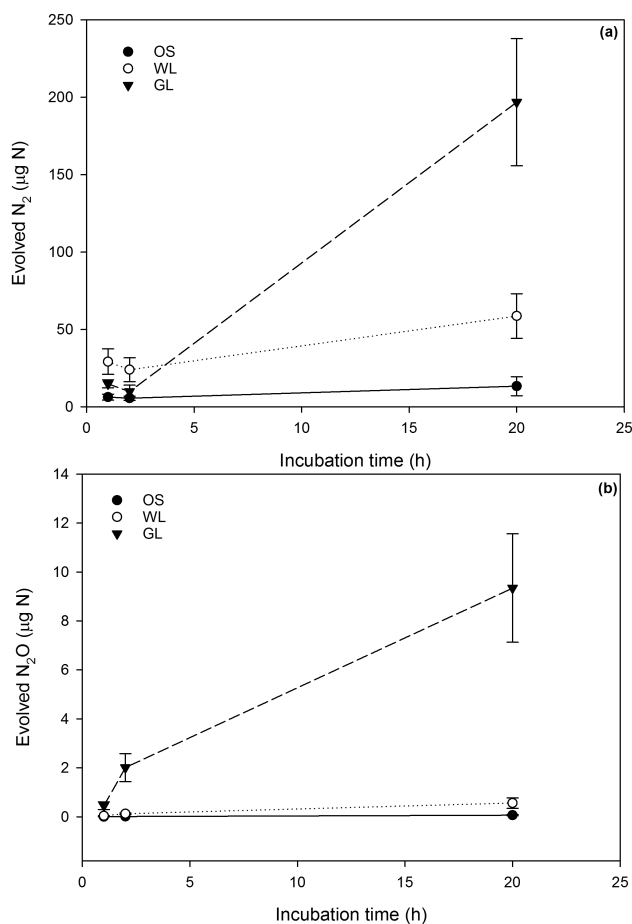 (a)
OS
WL
GL
250
200
150
100
50
0
Evolved N₂ (µg N)
0 5 10 15 20 25
Incubation time (h)
(b)
OS
WL
GL
14
12
10
8
6
4
2
0
Evolved N₂O (µg N)
0 5 10 15 20 25
Incubation time (h)